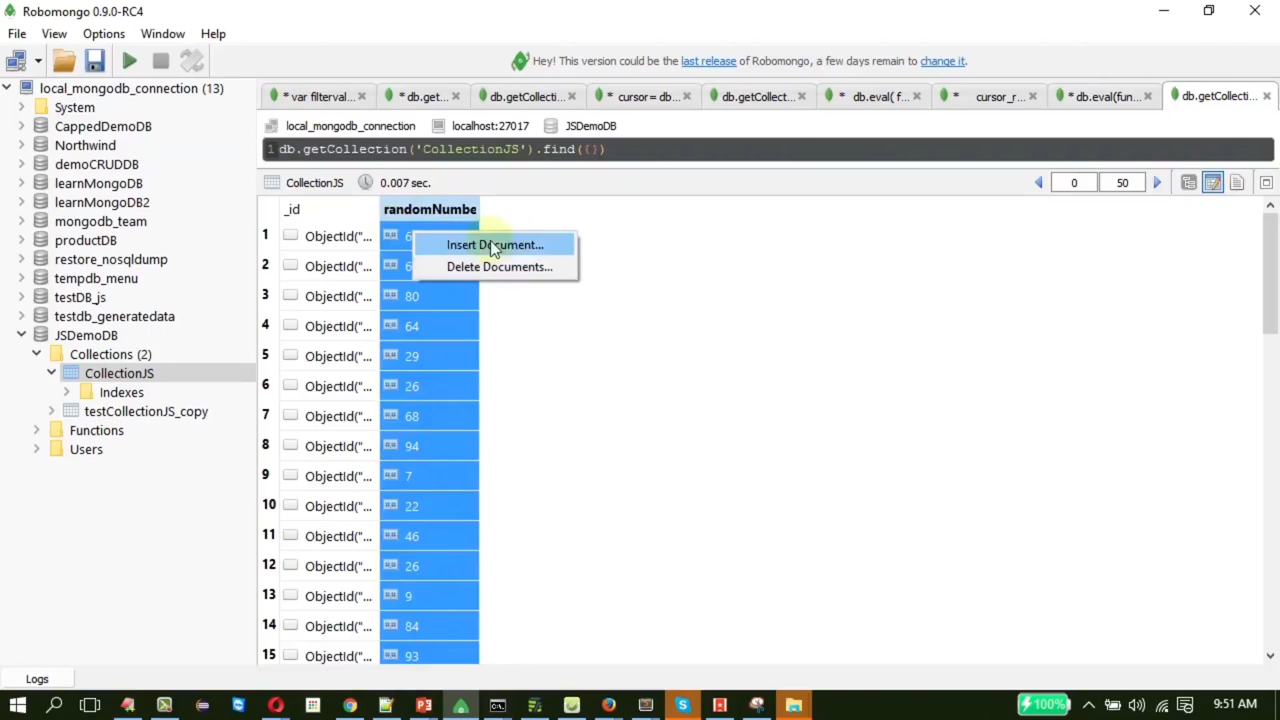 Robomongo 0.9.0-RC4
File View Options Window Help
Hey! This version could be the last release of Robomongo, a few days remain to change it.
local_mongodb_connection (13)
System
CappedDemoDB
Northwind
demoCRUDDB
learnMongoDB
learnMongoDB2
mongodb_team
productDB
restore_nosqldump
tempdb_menu
testDB_js
testdb_generatedata
JSDemoDB
Collections (2)
CollectionJS
Indexes
testCollectionJS_copy
Functions
Users
* var filterval... * db.get... db.getCollecti... * cursor = db... db.getCollect... * db.eval( f... * cursor_r... * db.eval(fun... db.getCollecti...
local_mongodb_connection localhost:27017 JSDemoDB
1 db.getCollection('CollectionJS').find({})
CollectionJS 0.007 sec. 0 50
_id randomNumbe
1 ObjectId("... 6
2 ObjectId("... 6
3 ObjectId("... 80
4 ObjectId("... 64
5 ObjectId("... 29
6 ObjectId("... 26
7 ObjectId("... 68
8 ObjectId("... 94
9 ObjectId("... 7
10 ObjectId("... 22
11 ObjectId("... 46
12 ObjectId("... 26
13 ObjectId("... 9
14 ObjectId("... 84
15 ObjectId("... 93
Insert Document...
Delete Documents...
Logs
100% 9:51 AM